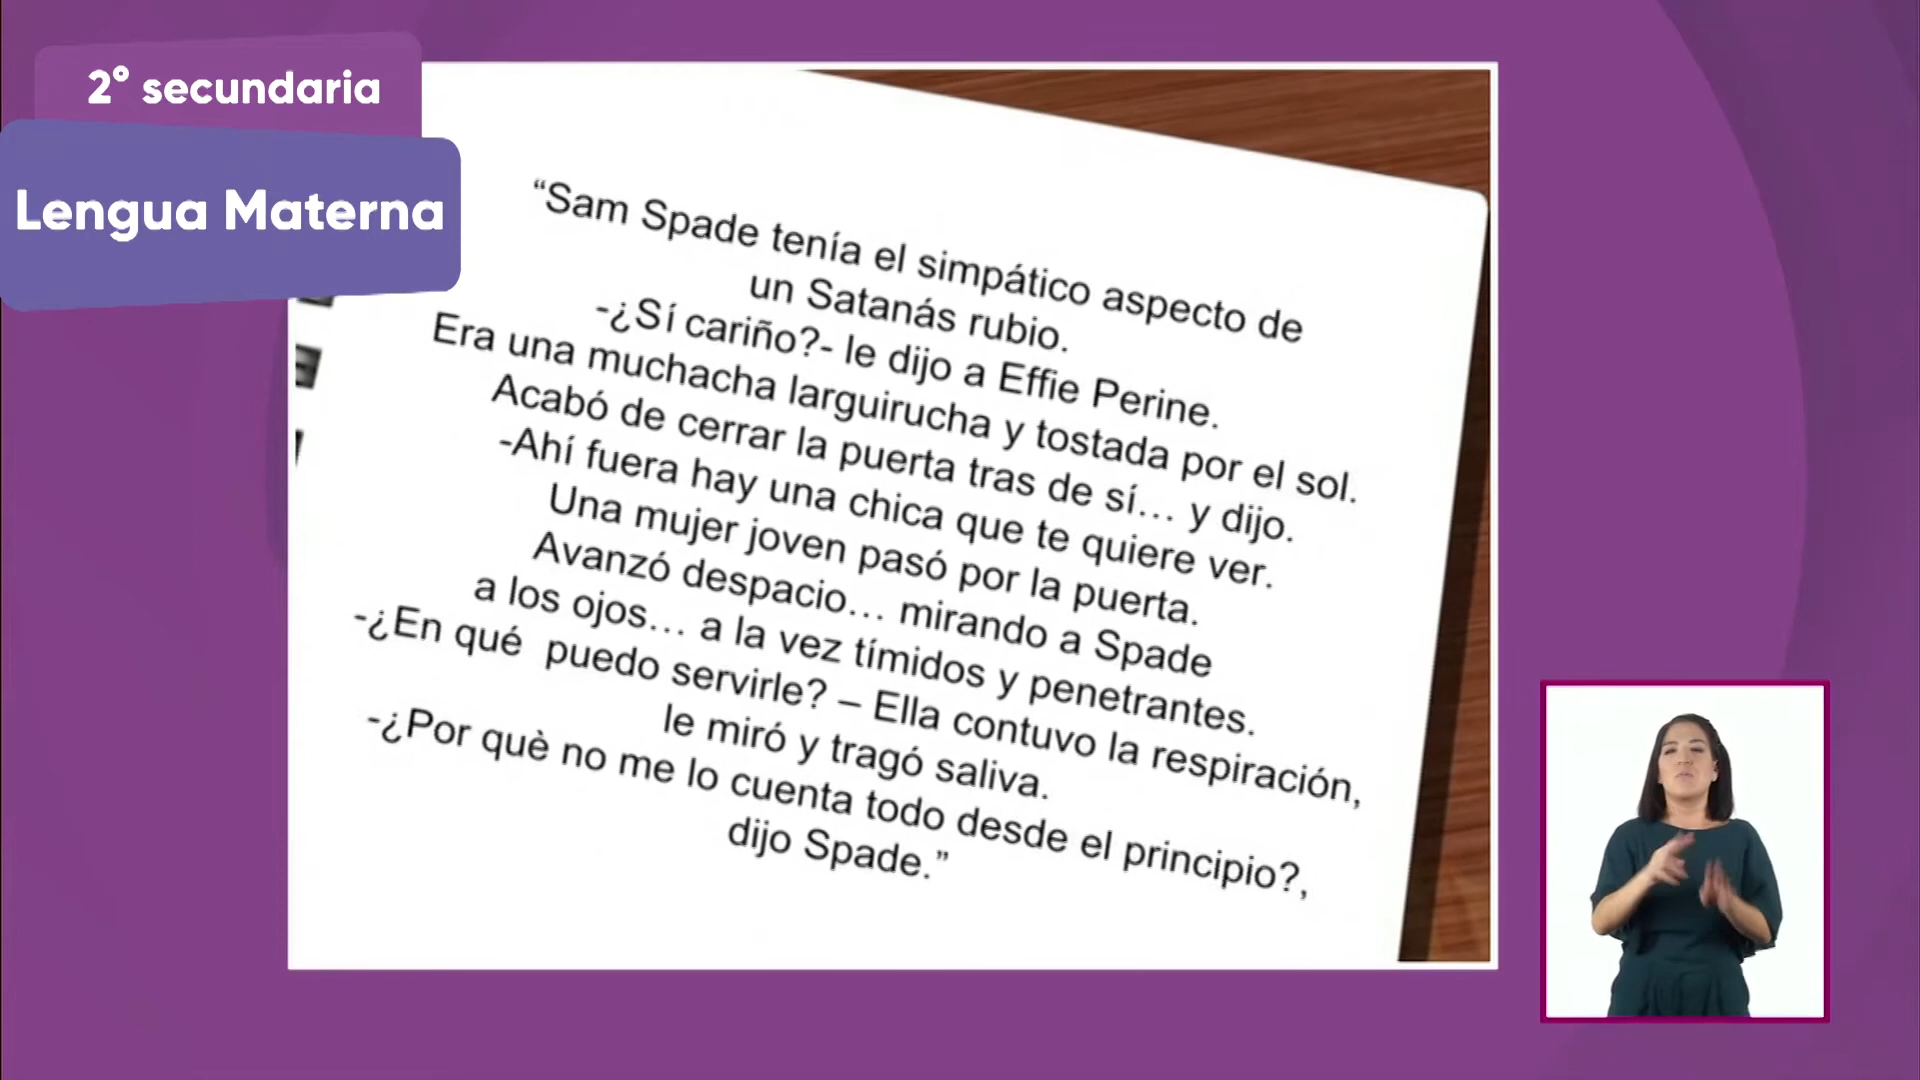 2° secundaria
Lengua Materna
“Sam Spade tenía el simpático aspecto de
un Satanás rubio.
-¿Sí cariño?- le dijo a Effie Perine.
Era una muchacha larguirucha y tostada por el sol.
Acabó de cerrar la puerta tras de sí… y dijo.
-Ahí fuera hay una chica que te quiere ver.
Una mujer joven pasó por la puerta.
Avanzó despacio… mirando a Spade
a los ojos… a la vez tímidos y penetrantes.
-¿En qué puedo servirle? – Ella contuvo la respiración,
le miró y tragó saliva.
-¿Por què no me lo cuenta todo desde el principio?,
dijo Spade.”